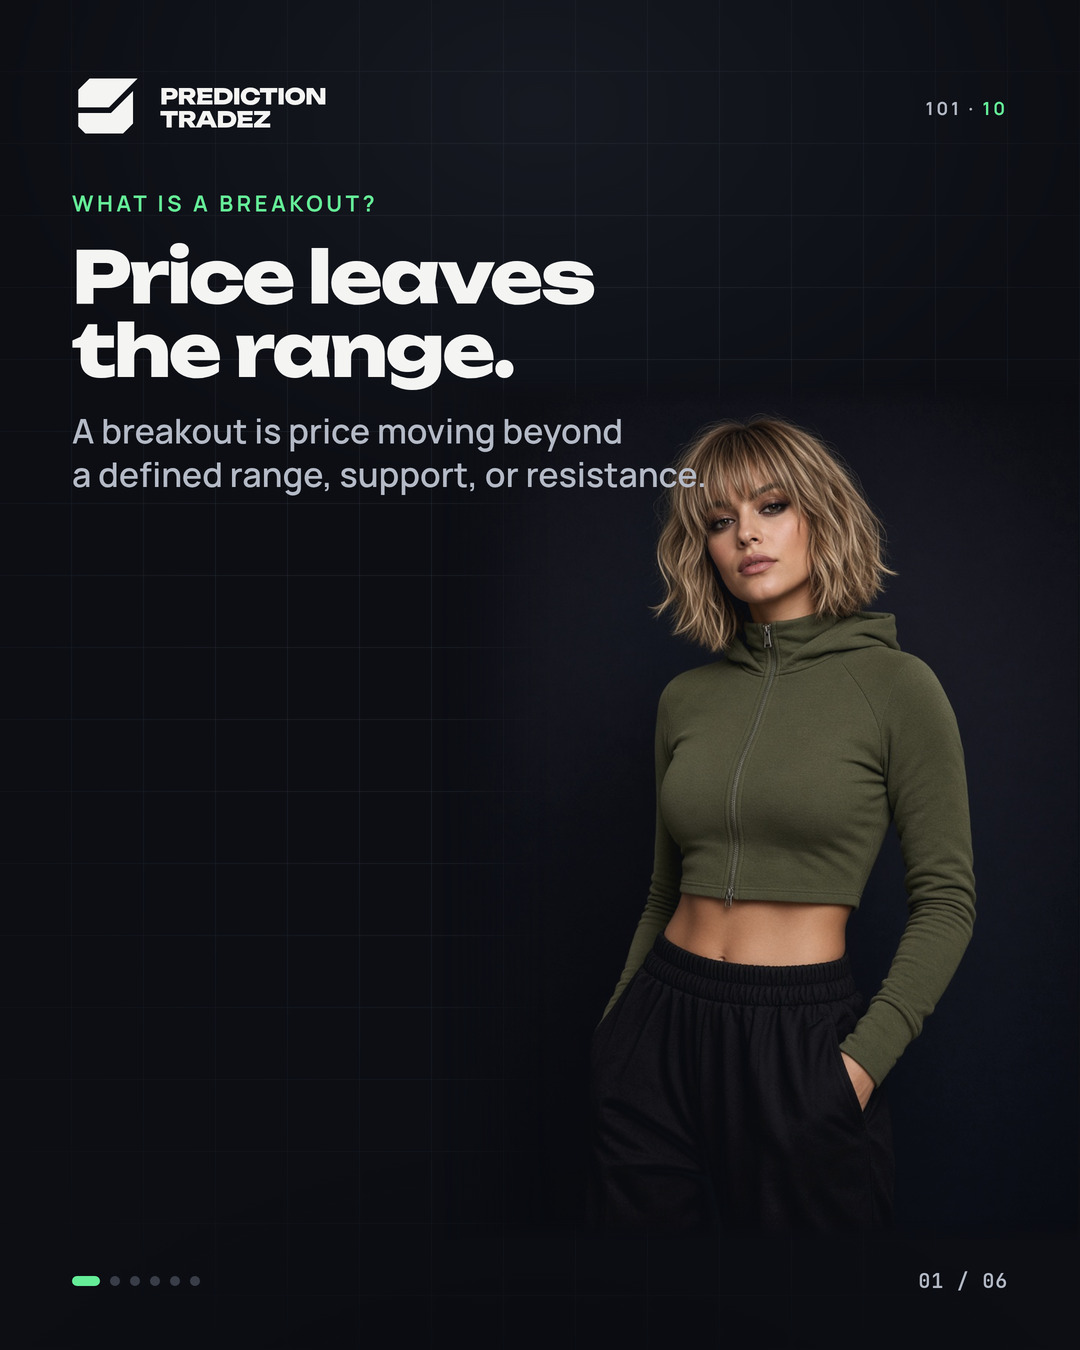 PREDICTION
TRADEZ
101 · 10
WHAT IS A BREAKOUT?
Price leaves
the range.
A breakout is price moving beyond
a defined range, support, or resistance.
01 / 06